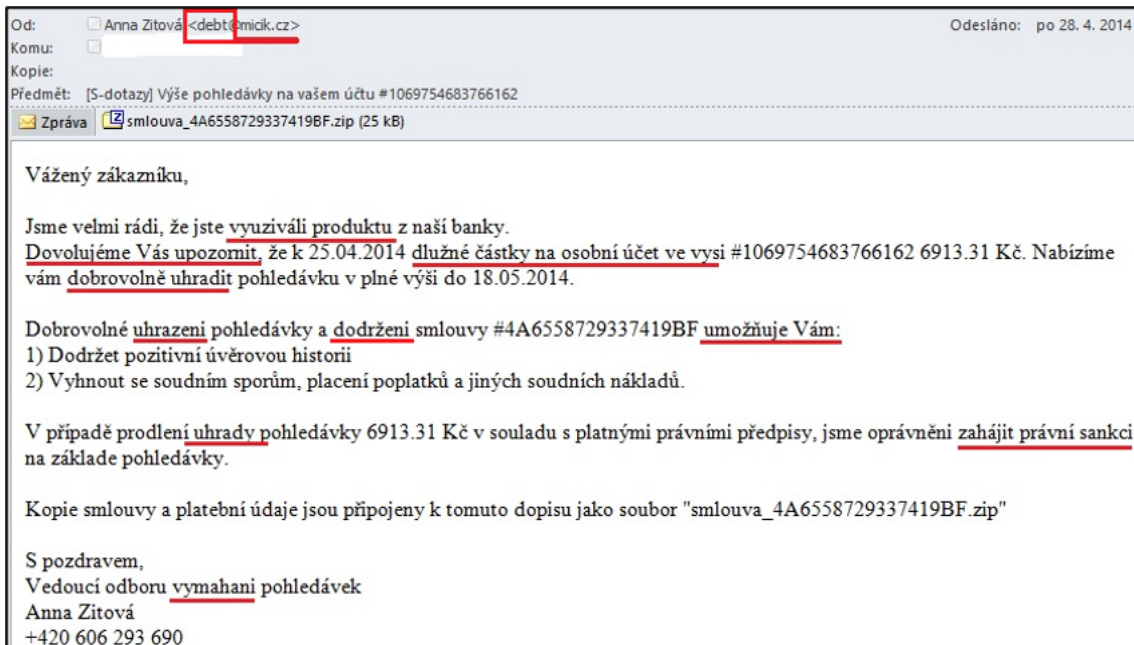 Od: Anna Zitová <debt@micik.cz> Odesláno: po 28. 4. 2014
Komu:
Kopie:
Předmět: [S-dotazy] Výše pohledávky na vašem účtu #1069754683766162
Zpráva smlouva_4A6558729337419BF.zip (25 kB)
Vážený zákazníku,
Jsme velmi rádi, že jste vyuziváli produktu z naší banky.
Dovolujéme Vás upozornit, že k 25.04.2014 dlužné částky na osobní účet ve vysi #1069754683766162 6913.31 Kč. Nabízíme
vám dobrovolně uhradit pohledávku v plné výši do 18.05.2014.
Dobrovolné uhrazeni pohledávky a dodrženi smlouvy #4A6558729337419BF umožňuje Vám:
1) Dodržet pozitivní úvěrovou historii
2) Vyhnout se soudním sporům, placení poplatků a jiných soudních nákladů.
V případě prodlení uhrady pohledávky 6913.31 Kč v souladu s platnými právními předpisy, jsme oprávněni zahájit právní sankci
na základe pohledávky.
Kopie smlouvy a platební údaje jsou připojeny k tomuto dopisu jako soubor "smlouva_4A6558729337419BF.zip"
S pozdravem,
Vedoucí odboru vymahani pohledávek
Anna Zitová
+420 606 293 690